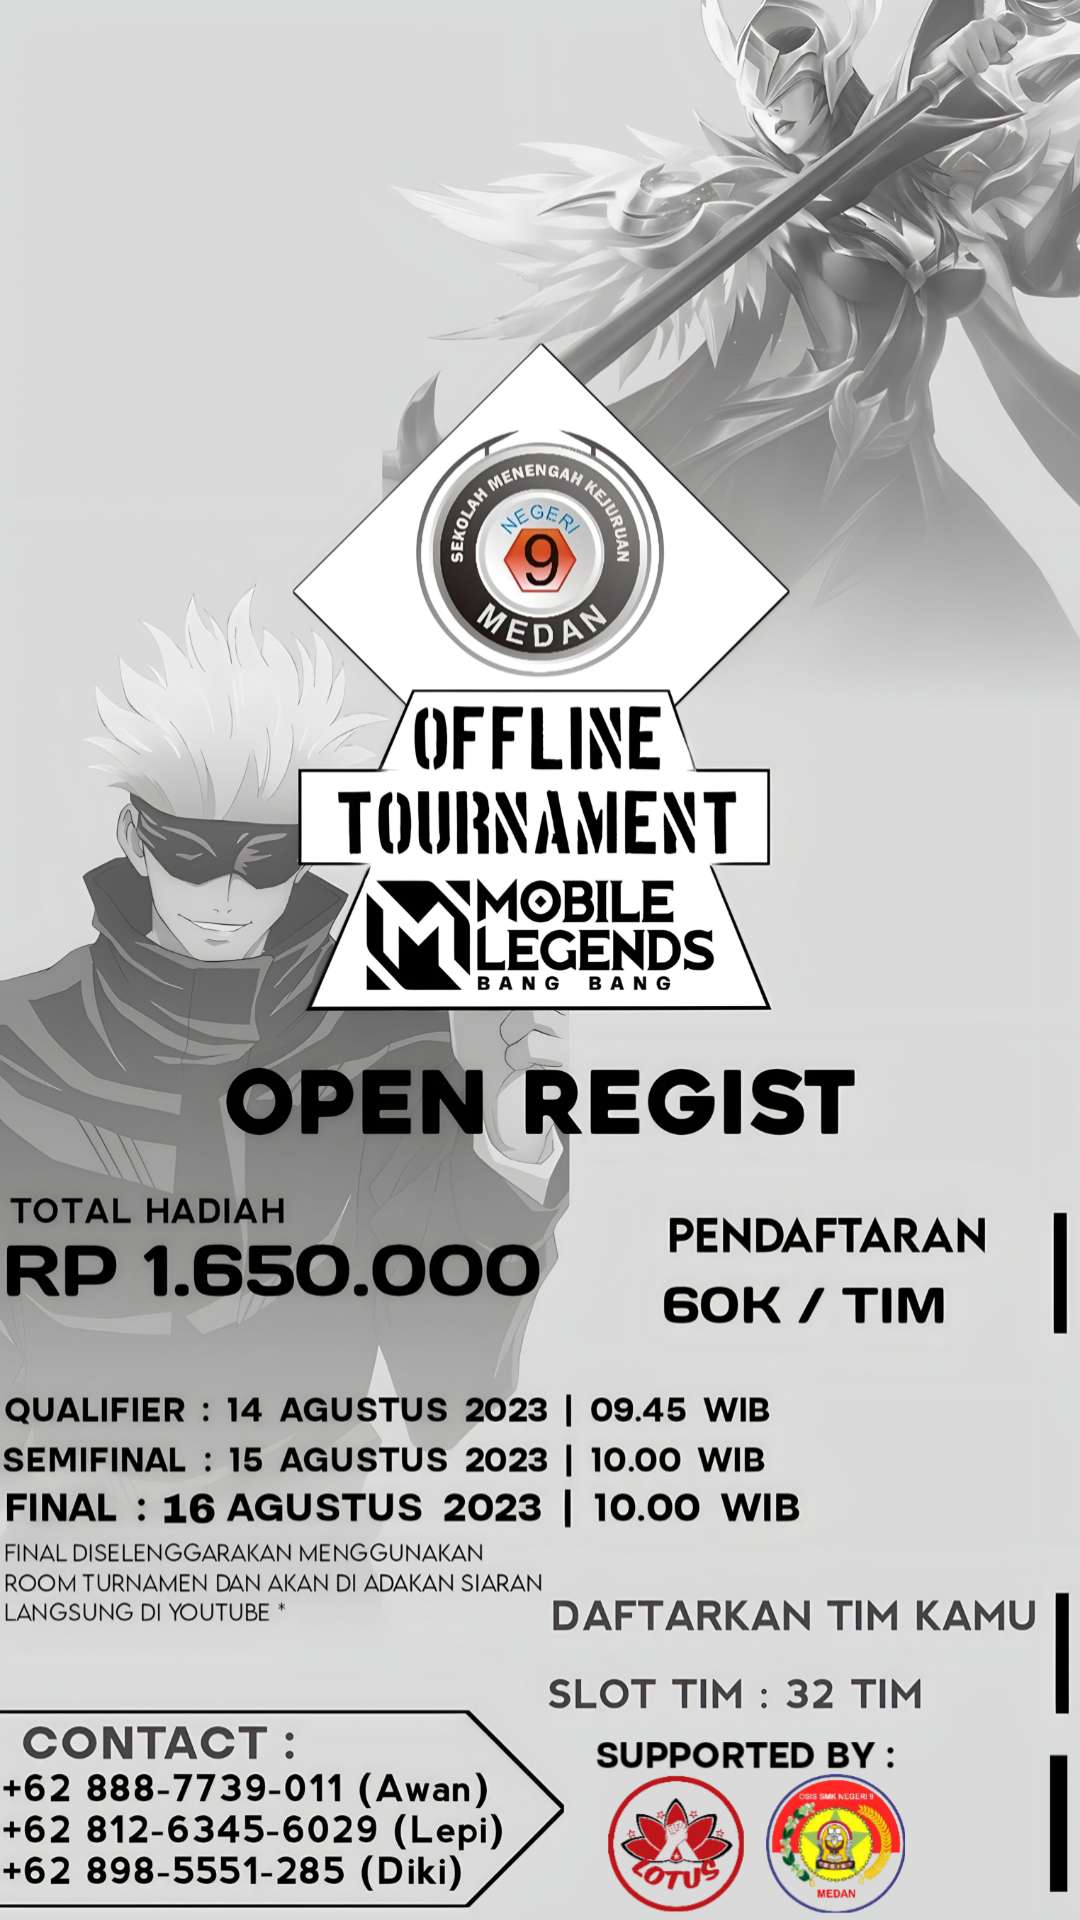 SEKOLAH MENENGAH KEJURUAN
NEGERI
9
MEDAN
OFFLINE
TOURNAMENT
MOBILE
LEGENDS
BANG BANG
OPEN REGIST
TOTAL HADIAH
RP 1.650.000
PENDAFTARAN
60K / TIM
QUALIFIER : 14 AGUSTUS 2023 | 09.45 WIB
SEMIFINAL : 15 AGUSTUS 2023 | 10.00 WIB
FINAL : 16 AGUSTUS 2023 | 10.00 WIB
FINAL DISELENGGARAKAN MENGGUNAKAN
ROOM TURNAMEN DAN AKAN DI ADAKAN SIARAN
LANGSUNG DI YOUTUBE *
DAFTARKAN TIM KAMU
SLOT TIM : 32 TIM
CONTACT :
+62 888-7739-011 (Awan)
+62 812-6345-6029 (Lepi)
+62 898-5551-285 (Diki)
SUPPORTED BY :
LOTUS
OSIS SMK NEGERI 9
MEDAN